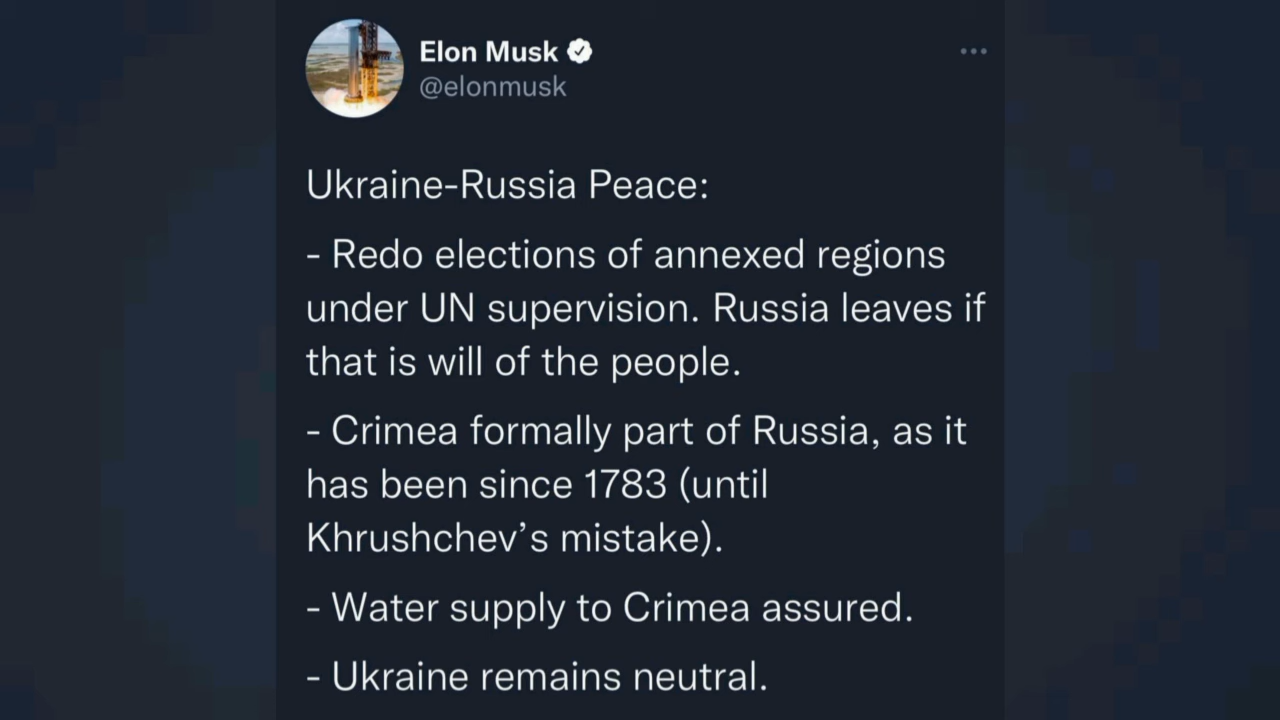 Elon Musk
@elonmusk
Ukraine-Russia Peace:
- Redo elections of annexed regions
under UN supervision. Russia leaves if
that is will of the people.
- Crimea formally part of Russia, as it
has been since 1783 (until
Khrushchev’s mistake).
- Water supply to Crimea assured.
- Ukraine remains neutral.